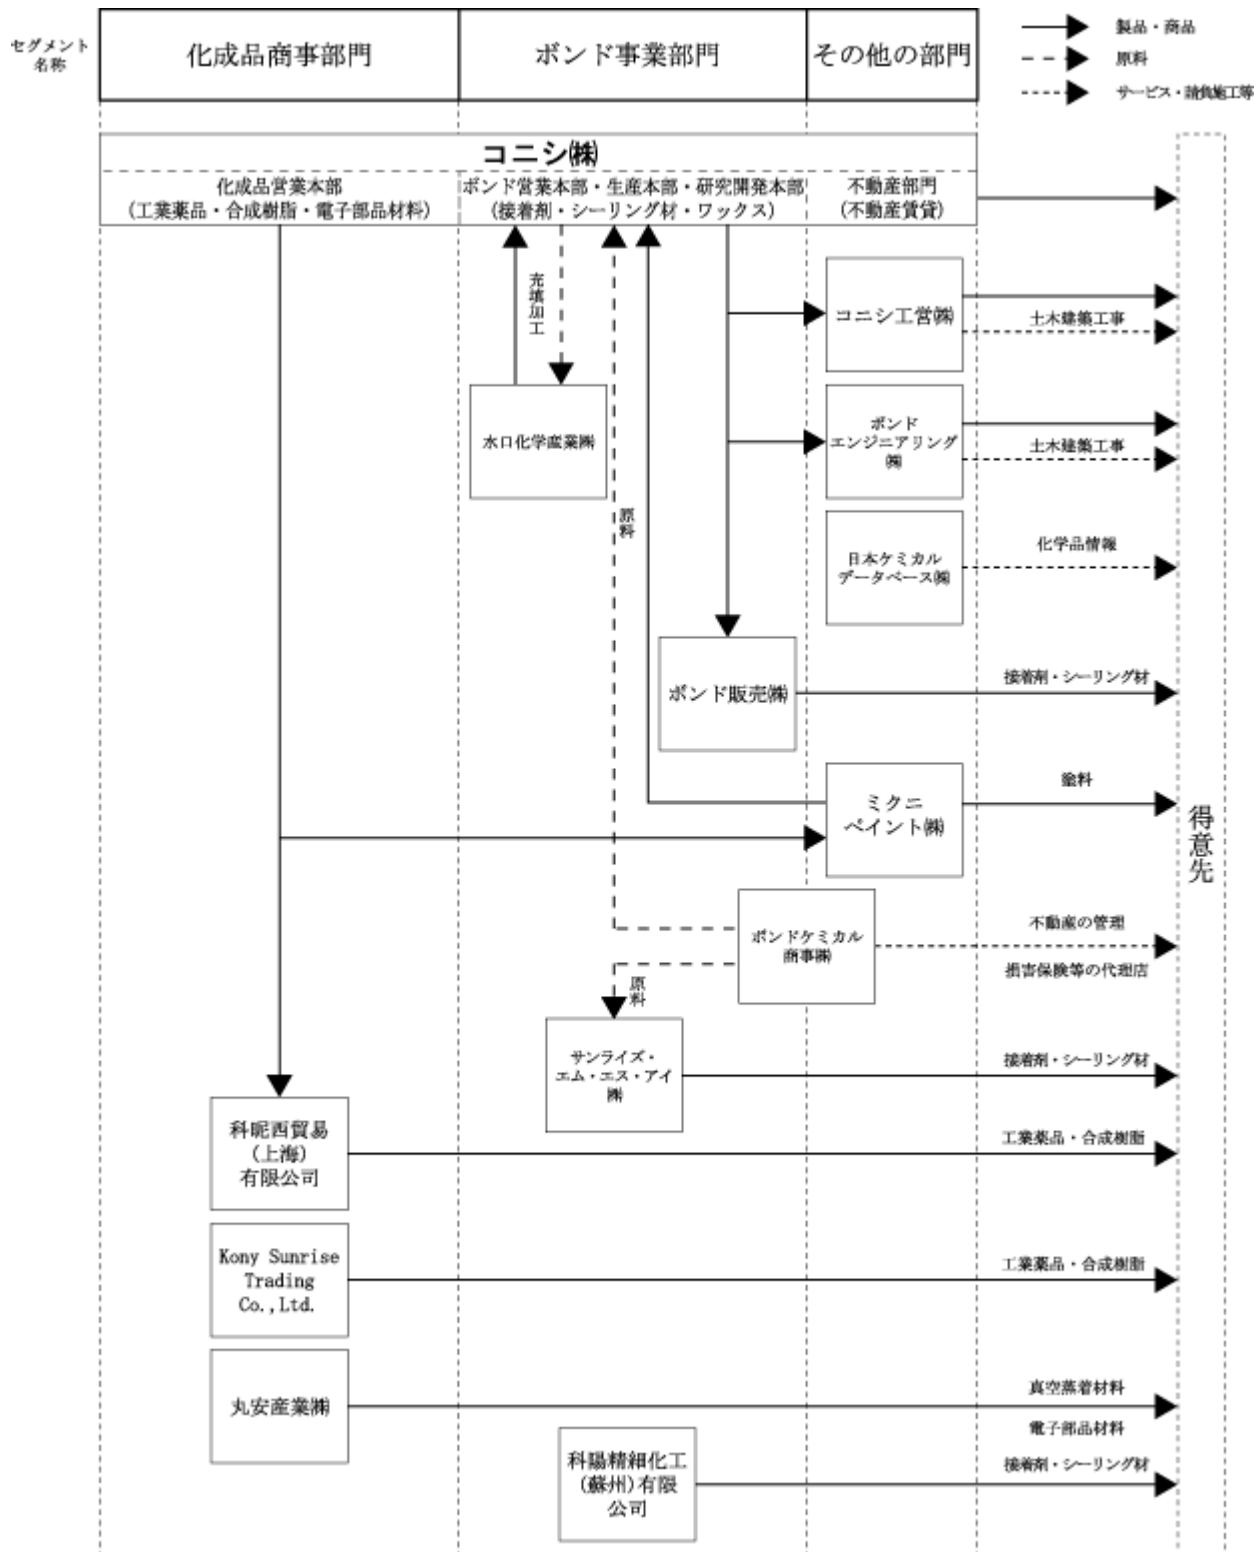 セグメント
名称
化成品商事部門
ボンド事業部門
その他の部門
製品・商品
原料
サービス・請負施工等
コニシ㈱
化成品営業本部
(工業薬品・合成樹脂・電子部品材料)
ボンド営業本部・生産本部・研究開発本部
(接着剤・シーリング材・ワックス)
不動産部門
(不動産賃貸)
充填加工
コニシ工営㈱
土木建築工事
水口化学産業㈱
ボンド
エンジニアリング
㈱
土木建築工事
原料
日本ケミカル
データベース㈱
化学品情報
ボンド販売㈱
接着剤・シーリング材
ミクニ
ペイント㈱
塗料
得意先
ボンドケミカル
商事㈱
不動産の管理
損害保険等の代理店
原料
サンライズ・
エム・エス・アイ
㈱
接着剤・シーリング材
科昵西貿易
(上海)
有限公司
工業薬品・合成樹脂
Kony Sunrise
Trading
Co.,Ltd.
工業薬品・合成樹脂
丸安産業㈱
真空蒸着材料
電子部品材料
科陽精細化工
(蘇州)有限
公司
接着剤・シーリング材